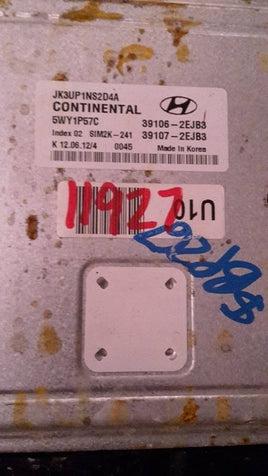 JK3UP1NS2D4A
CONTINENTAL
5WY1P57C 39106-2EJB3
Index 02 SIM2K-241 39107-2EJB3
K 12.06.12/4 0045 Made in Korea
11927
U10